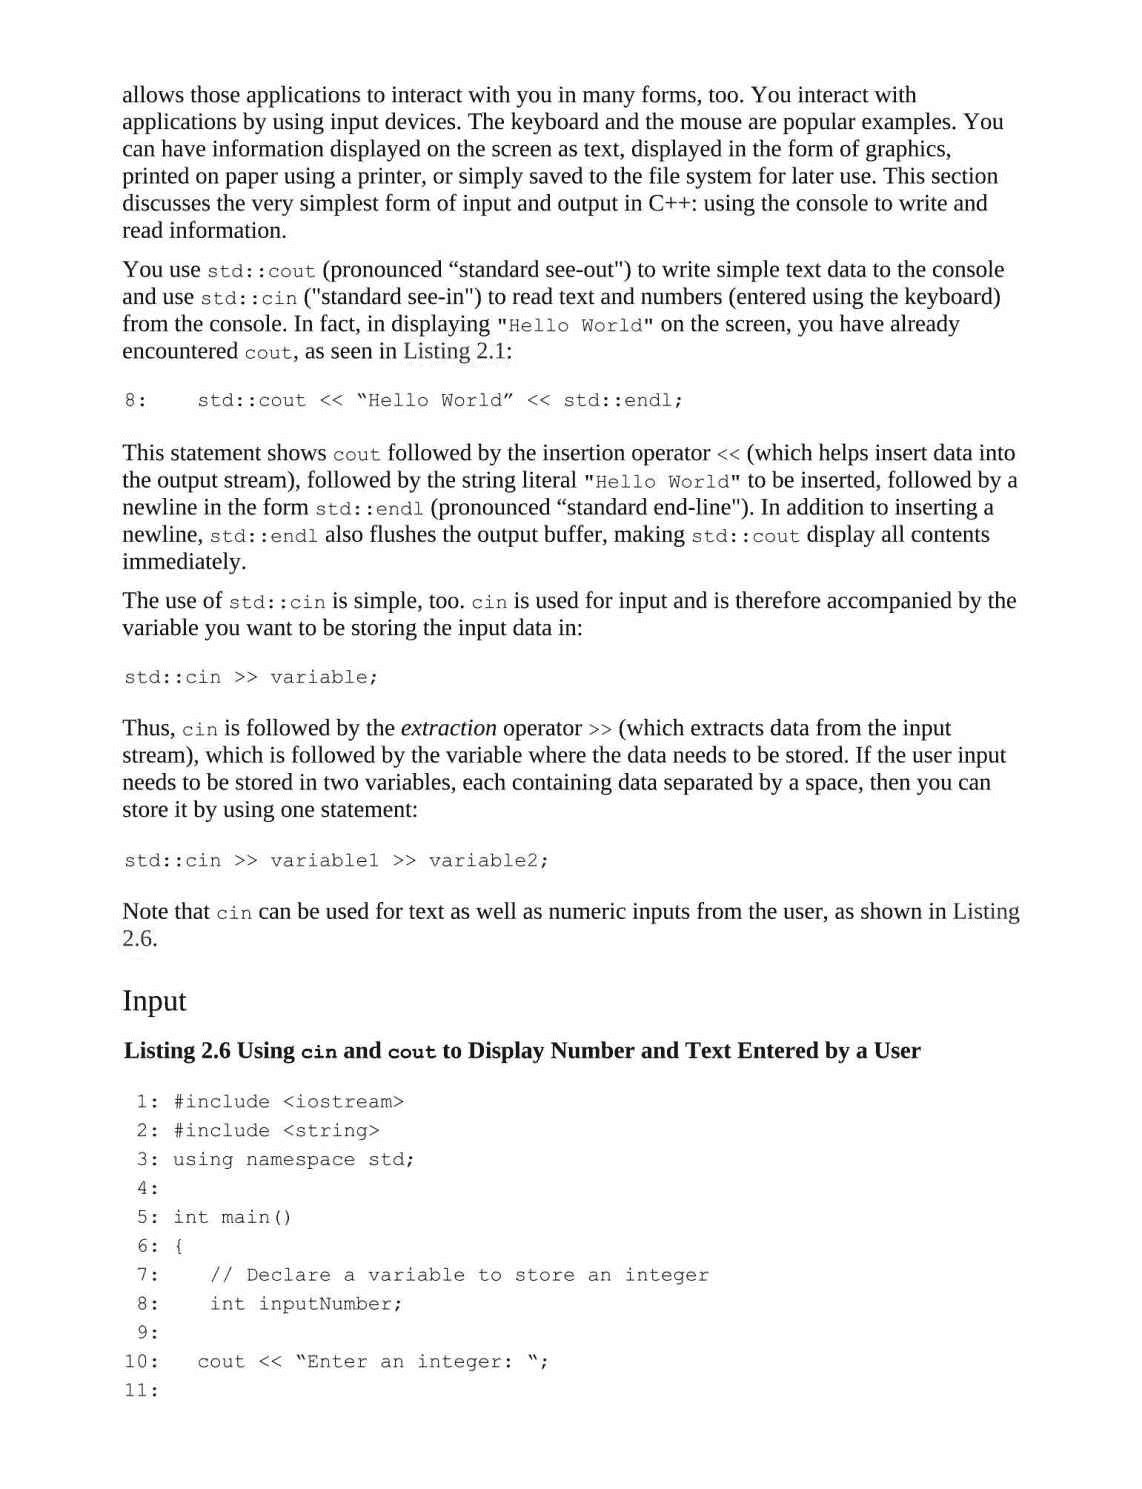 allows those applications to interact with you in many forms, too. You interact with
applications by using input devices. The keyboard and the mouse are popular examples. You
can have information displayed on the screen as text, displayed in the form of graphics,
printed on paper using a printer, or simply saved to the file system for later use. This section
discusses the very simplest form of input and output in C++: using the console to write and
read information.
You use std::cout (pronounced “standard see-out") to write simple text data to the console
and use std::cin ("standard see-in") to read text and numbers (entered using the keyboard)
from the console. In fact, in displaying "Hello World" on the screen, you have already
encountered cout, as seen in Listing 2.1:
8:    std::cout << “Hello World” << std::endl;
This statement shows cout followed by the insertion operator << (which helps insert data into
the output stream), followed by the string literal "Hello World" to be inserted, followed by a
newline in the form std::endl (pronounced “standard end-line"). In addition to inserting a
newline, std::endl also flushes the output buffer, making std::cout display all contents
immediately.
The use of std::cin is simple, too. cin is used for input and is therefore accompanied by the
variable you want to be storing the input data in:
std::cin >> variable;
Thus, cin is followed by the extraction operator >> (which extracts data from the input
stream), which is followed by the variable where the data needs to be stored. If the user input
needs to be stored in two variables, each containing data separated by a space, then you can
store it by using one statement:
std::cin >> variable1 >> variable2;
Note that cin can be used for text as well as numeric inputs from the user, as shown in Listing
2.6.
Input
Listing 2.6 Using cin and cout to Display Number and Text Entered by a User
1: #include <iostream>
2: #include <string>
3: using namespace std;
4:
5: int main()
6: {
7:    // Declare a variable to store an integer
8:    int inputNumber;
9:
10:   cout << “Enter an integer: “;
11: